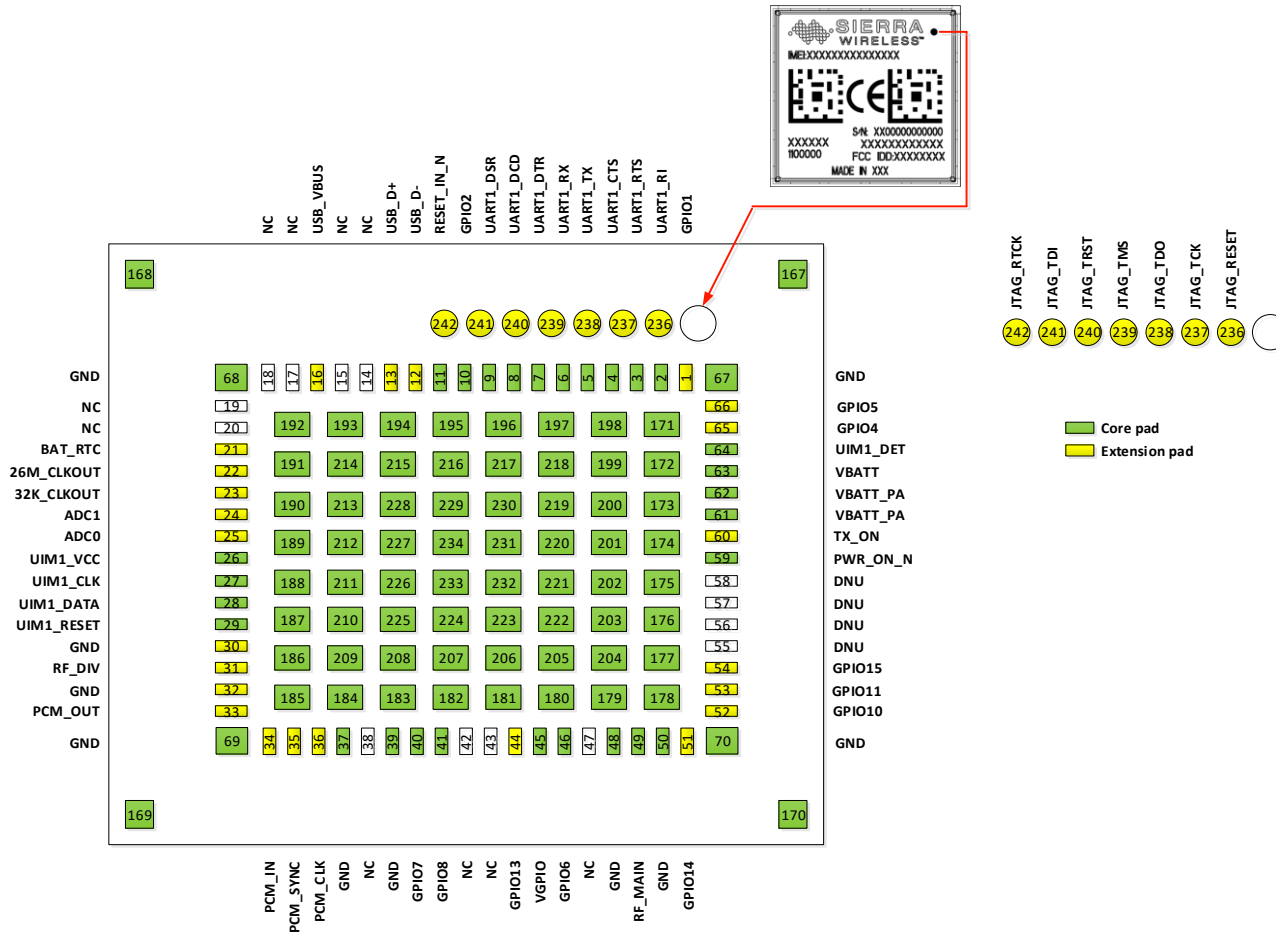 SIERRA
WIRELESS™
IMEI:XXXXXXXXXXXXXXX
CE
S/N: XX00000000000
XXXXXX XXXXXXXXXXXX
1100000 FCC IDD:XXXXXXXX
MADE IN XXX
NC
NC
USB_VBUS
NC
NC
USB_D+
USB_D-
RESET_IN_N
GPIO2
UART1_DSR
UART1_DCD
UART1_DTR
UART1_RX
UART1_TX
UART1_CTS
UART1_RTS
UART1_RI
GPIO1
JTAG_RTCK
JTAG_TDI
JTAG_TRST
JTAG_TMS
JTAG_TDO
JTAG_TCK
JTAG_RESET
168 167
242 241 240 239 238 237 236
242 241 240 239 238 237 236
GND 68 18 17 16 15 14 13 12 11 10 9 8 7 6 5 4 3 2 1 67 GND
NC 19 66 GPIO5
NC 20 192 193 194 195 196 197 198 171 65 GPIO4
Core pad
BAT_RTC 21 64 UIM1_DET
Extension pad
26M_CLKOUT 22 191 214 215 216 217 218 199 172 63 VBATT
32K_CLKOUT 23 62 VBATT_PA
ADC1 24 190 213 228 229 230 219 200 173 61 VBATT_PA
ADC0 25 189 212 227 234 231 220 201 174 60 TX_ON
UIM1_VCC 26 59 PWR_ON_N
UIM1_CLK 27 188 211 226 233 232 221 202 175 58 DNU
UIM1_DATA 28 57 DNU
UIM1_RESET 29 187 210 225 224 223 222 203 176 56 DNU
GND 30 55 DNU
RF_DIV 31 186 209 208 207 206 205 204 177 54 GPIO15
GND 32 185 184 183 182 181 180 179 178 53 GPIO11
PCM_OUT 33 52 GPIO10
GND 69 34 35 36 37 38 39 40 41 42 43 44 45 46 47 48 49 50 51 70 GND
169 170
PCM_IN
PCM_SYNC
PCM_CLK
GND
NC
GND
GPIO7
GPIO8
NC
NC
GPIO13
VGPIO
GPIO6
NC
GND
RF_MAIN
GND
GPIO14